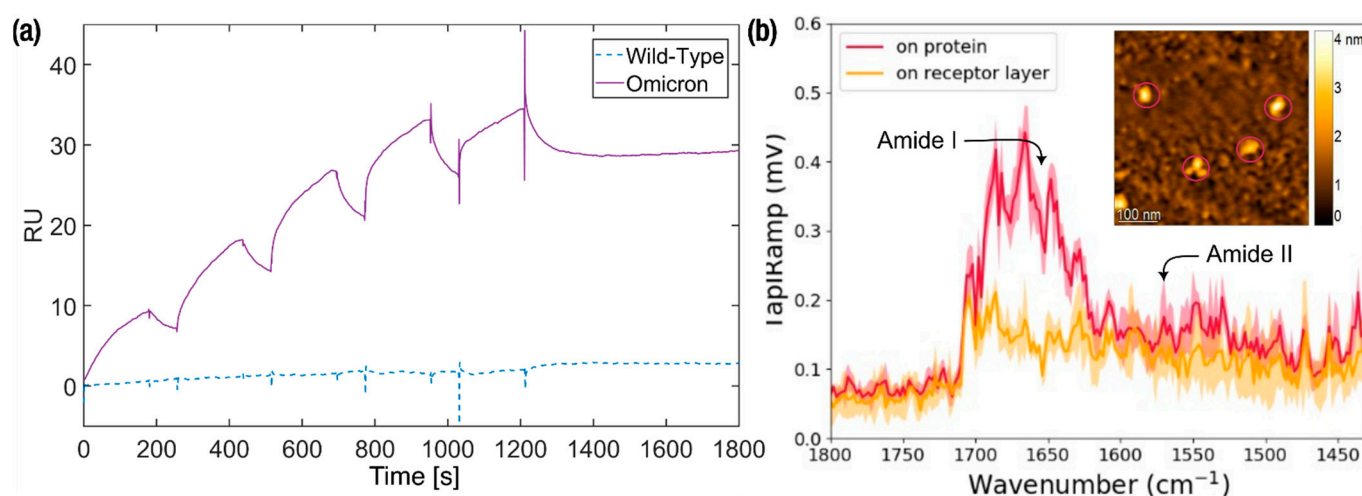 (a)
Wild-Type
Omicron
RU
40
30
20
10
0
0 200 400 600 800 1000 1200 1400 1600 1800
Time [s]
(b)
on protein
on receptor layer
Amide I
Amide II
100 nm
4 nm
3
2
1
0
TapIRamp (mV)
0.6
0.5
0.4
0.3
0.2
0.1
0.0
1800 1750 1700 1650 1600 1550 1500 1450
Wavenumber (cm⁻¹)